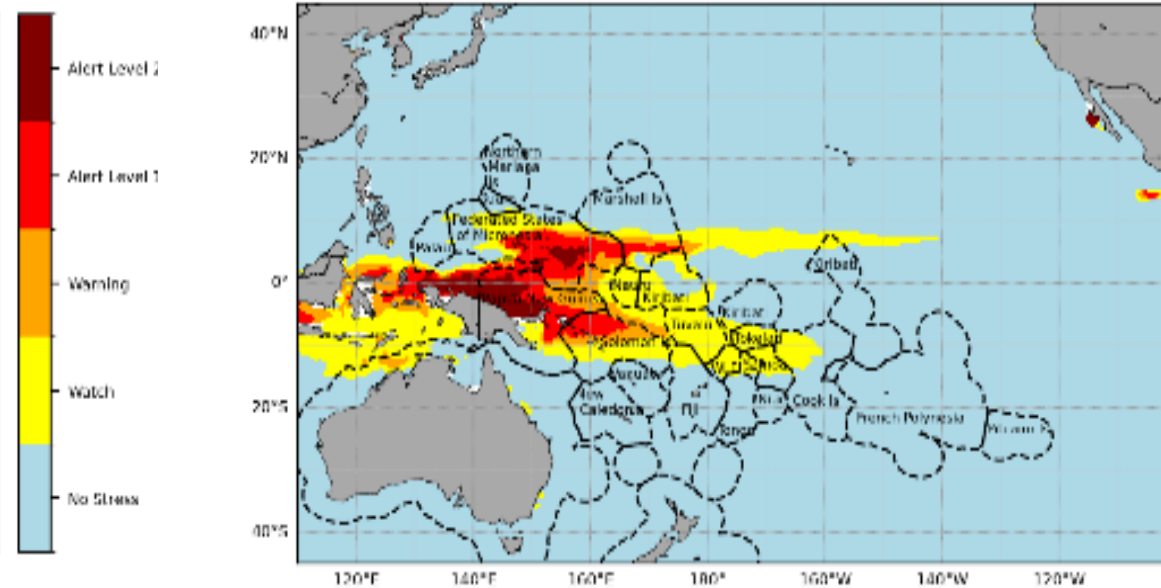 Alert Level 2
Alert Level 1
Warning
Watch
No Stress
40°N
20°N
0°
20°S
40°S
120°E
140°E
160°E
180°
160°W
140°W
120°W
Northern
Is
Marshall Is
Federated States
of Micronesia
Palau
Nauru
Kiribati
Kiribati
Kiribati
Tuvalu
Tokelau
Solomon
Vanuatu
New
Caledonia
Fiji
Tonga
Niue
Cook Is
French Polynesia